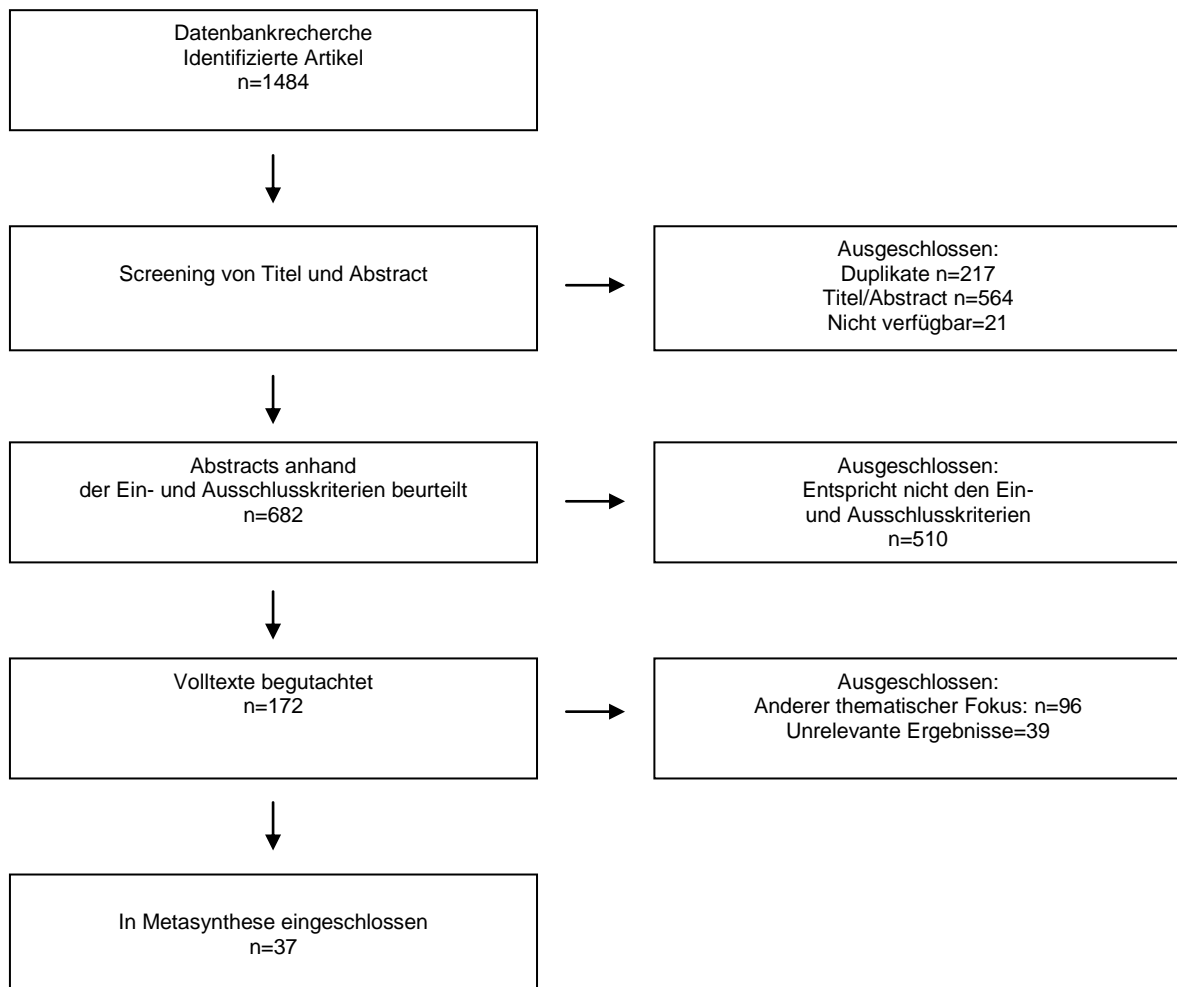 Datenbankrecherche
Identifizierte Artikel
n=1484
Screening von Titel und Abstract
Ausgeschlossen:
Duplikate n=217
Titel/Abstract n=564
Nicht verfügbar=21
Abstracts anhand
der Ein- und Ausschlusskriterien beurteilt
n=682
Ausgeschlossen:
Entspricht nicht den Ein-
und Ausschlusskriterien
n=510
Volltexte begutachtet
n=172
Ausgeschlossen:
Anderer thematischer Fokus: n=96
Unrelevante Ergebnisse=39
In Metasynthese eingeschlossen
n=37